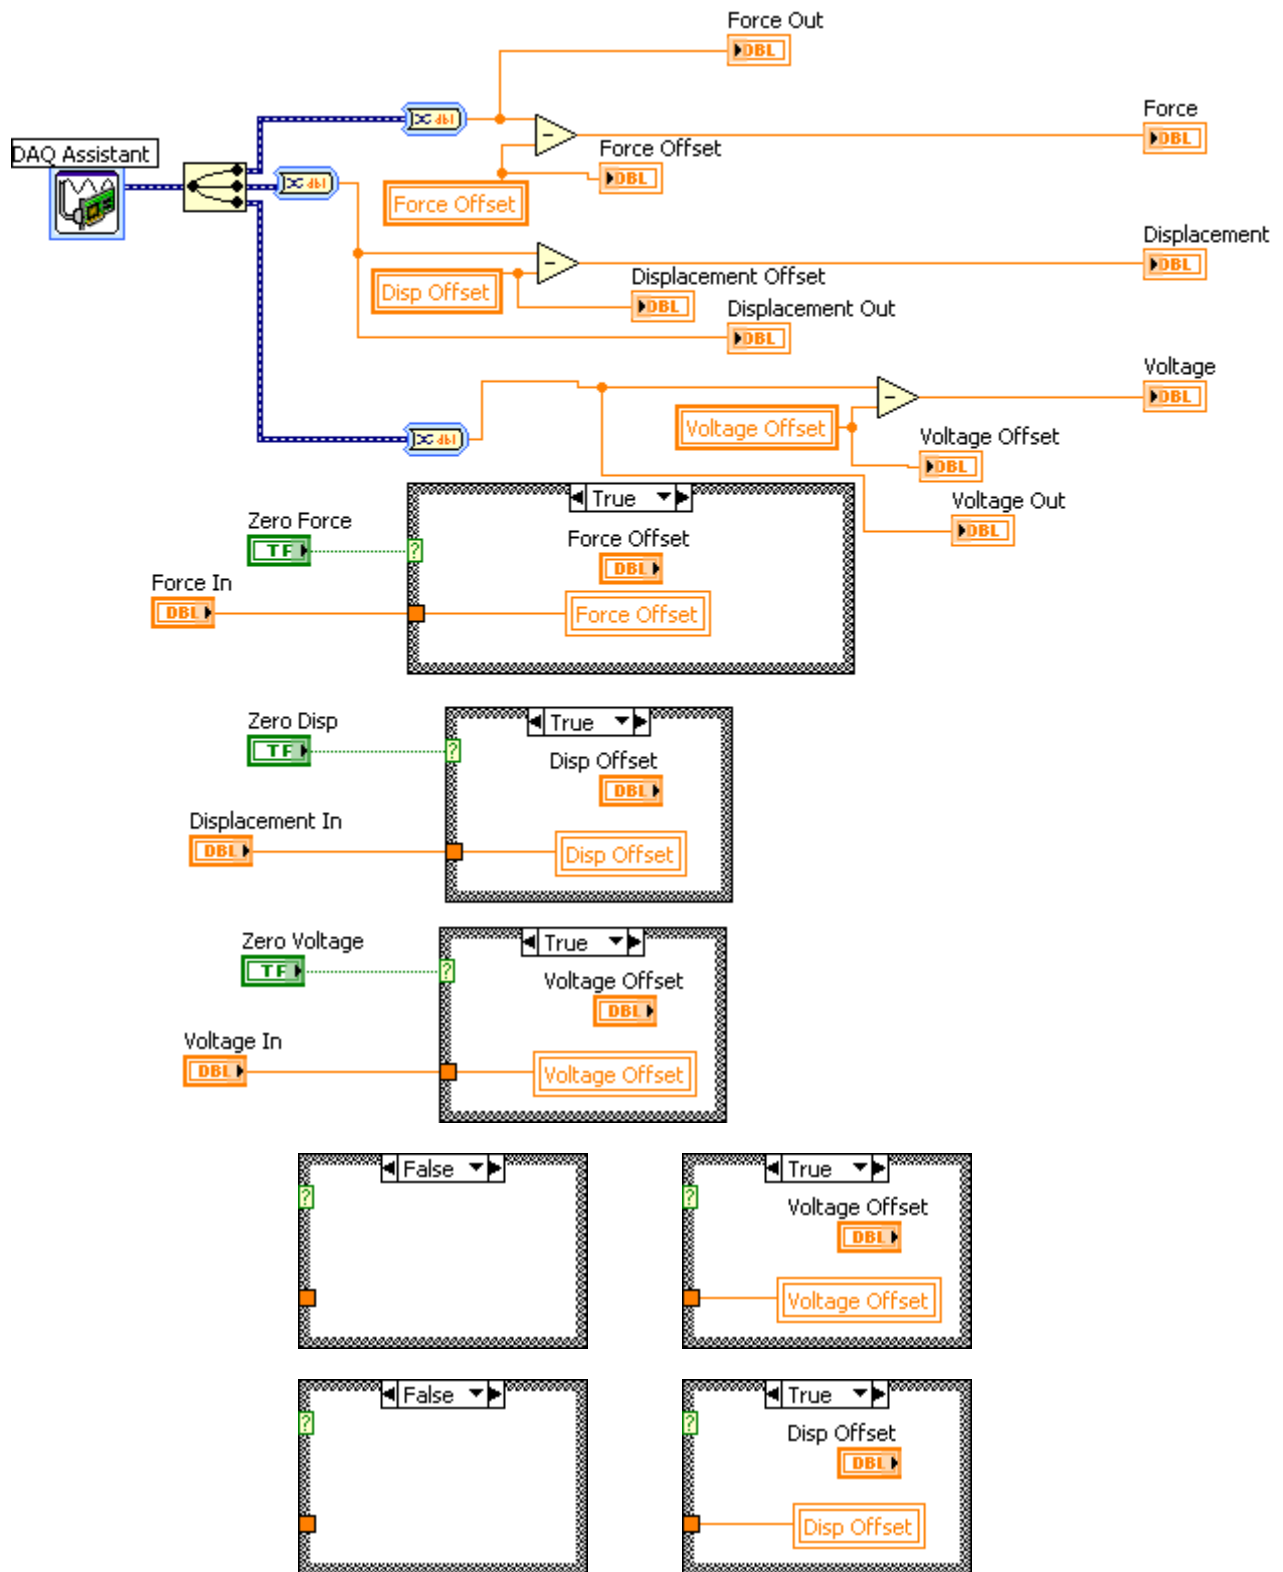 Force Out
DBL
dbl
Force
DBL
DAQ Assistant
Force Offset
DBL
dbl
Force Offset
Displacement
DBL
Displacement Offset
DBL
Disp Offset
Displacement Out
DBL
Voltage
DBL
Voltage Offset
dbl
Voltage Offset
DBL
True
Voltage Out
DBL
Zero Force
TF
?
Force Offset
DBL
Force In
DBL
Force Offset
True
Zero Disp
TF
?
Disp Offset
DBL
Displacement In
DBL
Disp Offset
True
Zero Voltage
TF
?
Voltage Offset
DBL
Voltage In
DBL
Voltage Offset
False
True
?
?
Voltage Offset
DBL
Voltage Offset
False
True
?
?
Disp Offset
DBL
Disp Offset